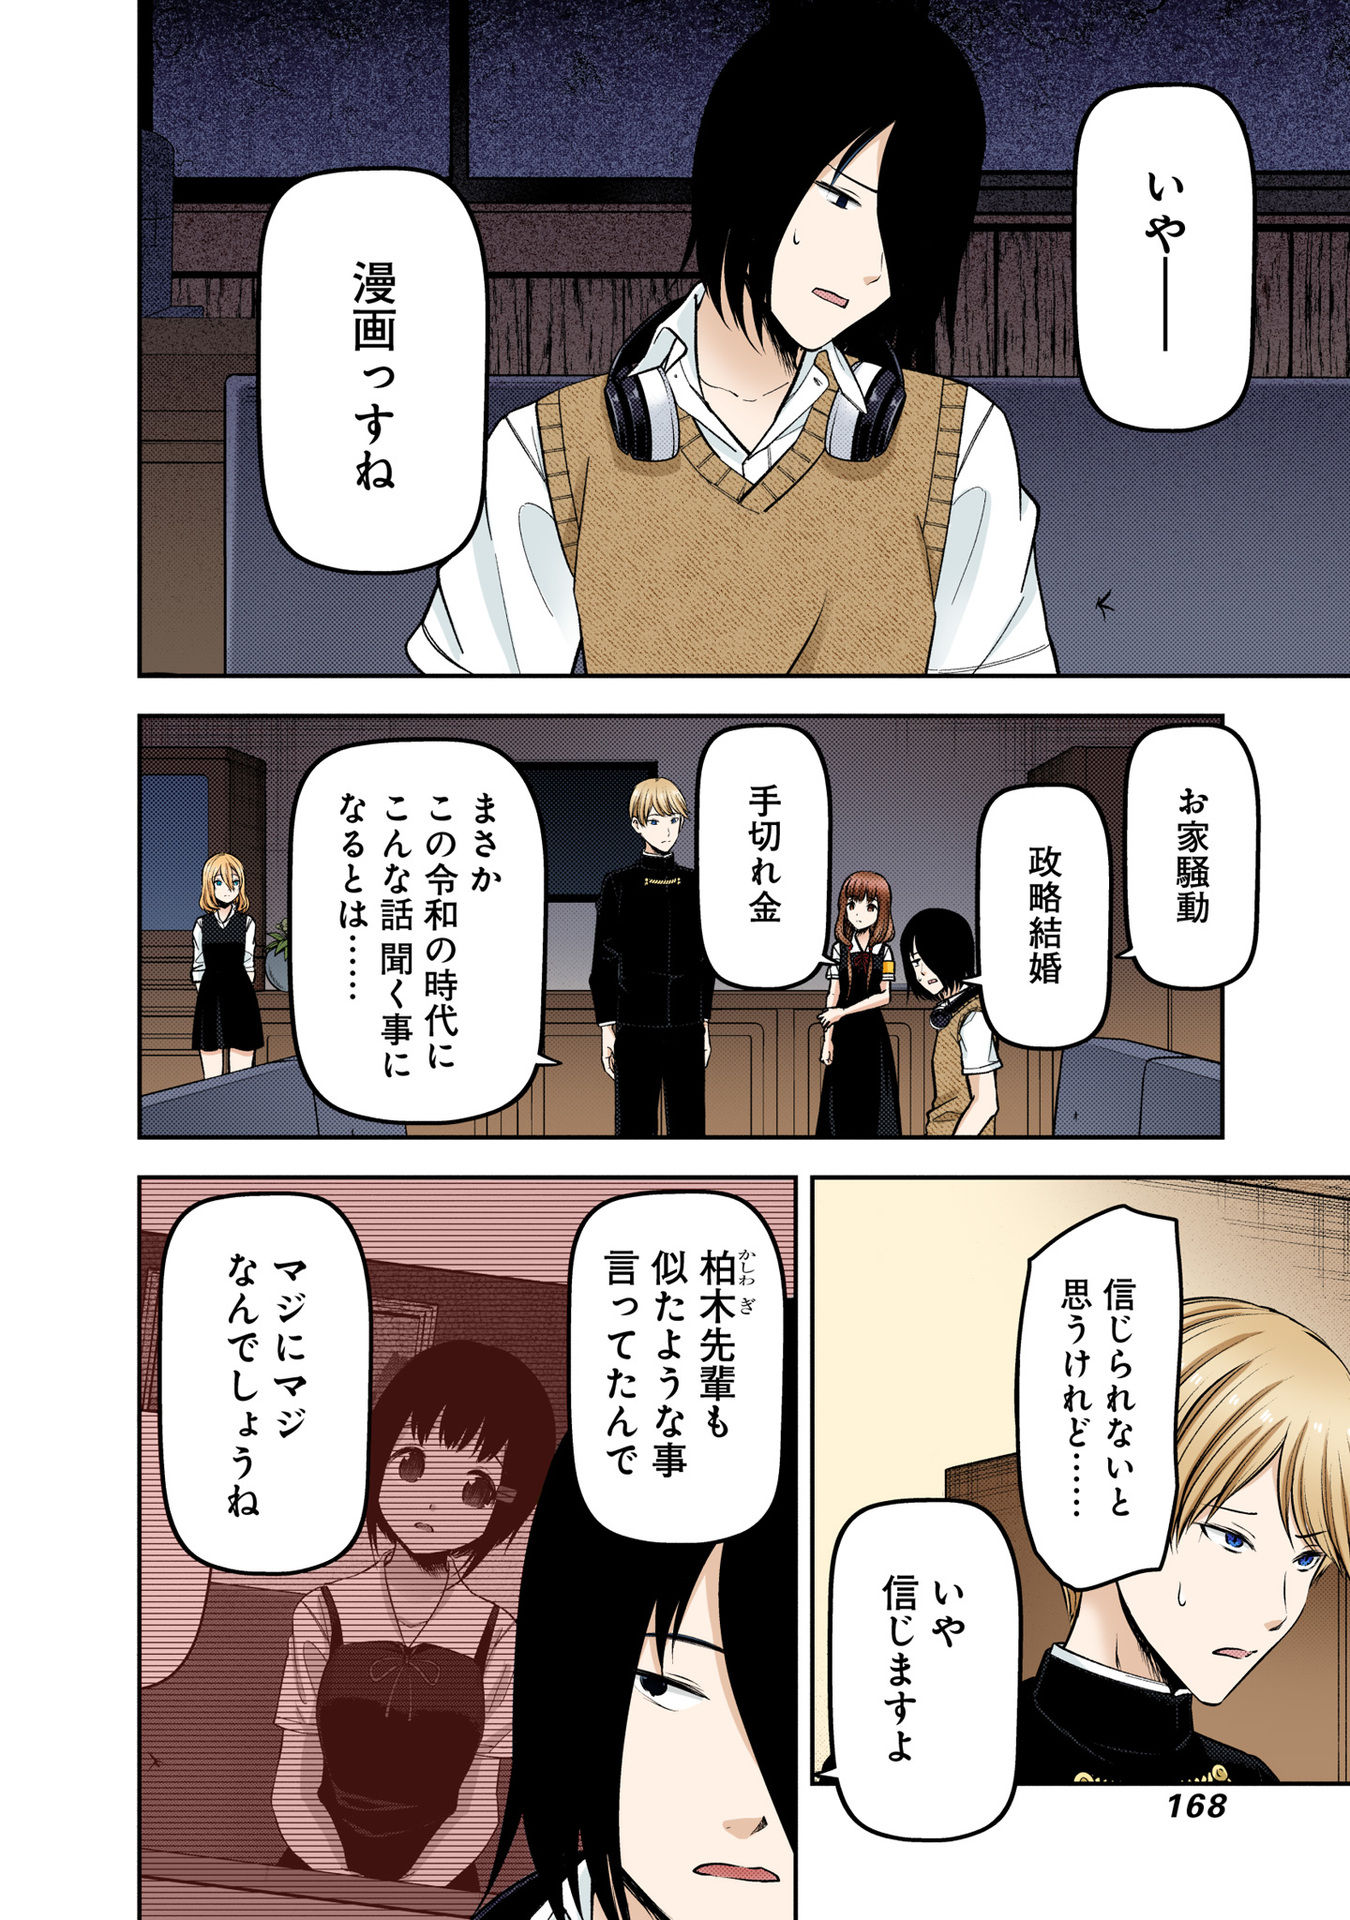 いや——
漫画っすね
お家騒動
政略結婚
手切れ金
まさか
この令和の時代に
こんな話 聞く事に
なるとは……
信じられないと
思うけれど……
いや
信じますよ
柏木先輩も
かしわぎ
似たような事
言ってたんで
マジにマジ
なんでしょうね
168